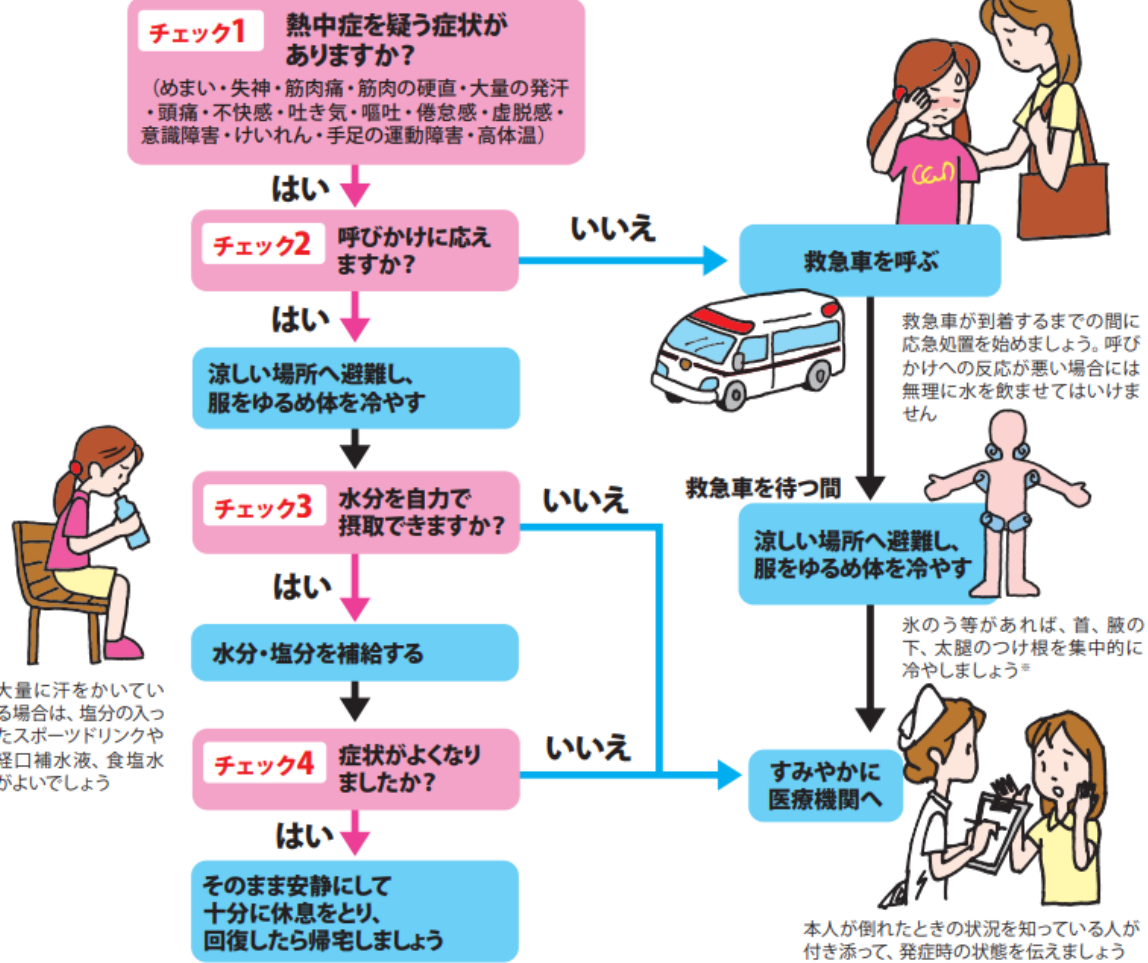 チェック1
熱中症を疑う症状が
ありますか?
(めまい・失神・筋肉痛・筋肉の硬直・大量の発汗
・頭痛・不快感・吐き気・嘔吐・倦怠感・虚脱感・
意識障害・けいれん・手足の運動障害・高体温)
はい
チェック2
呼びかけに応え
ますか?
いいえ
救急車を呼ぶ
救急車が到着するまでの間に
応急処置を始めましょう。呼び
かけへの反応が悪い場合には
無理に水を飲ませてはいけま
せん
はい
涼しい場所へ避難し、
服をゆるめ体を冷やす
チェック3
水分を自力で
摂取できますか?
いいえ
救急車を待つ間
涼しい場所へ避難し、
服をゆるめ体を冷やす
氷のう等があれば、首、腋の
下、太腿のつけ根を集中的に
冷やしましょう※
はい
水分・塩分を補給する
大量に汗をかいてい
る場合は、塩分の入っ
たスポーツドリンクや
経口補水液、食塩水
がよいでしょう
チェック4
症状がよくなり
ましたか?
いいえ
すみやかに
医療機関へ
はい
そのまま安静にして
十分に休息をとり、
回復したら帰宅しましょう
本人が倒れたときの状況を知っている人が
付き添って、発症時の状態を伝えましょう